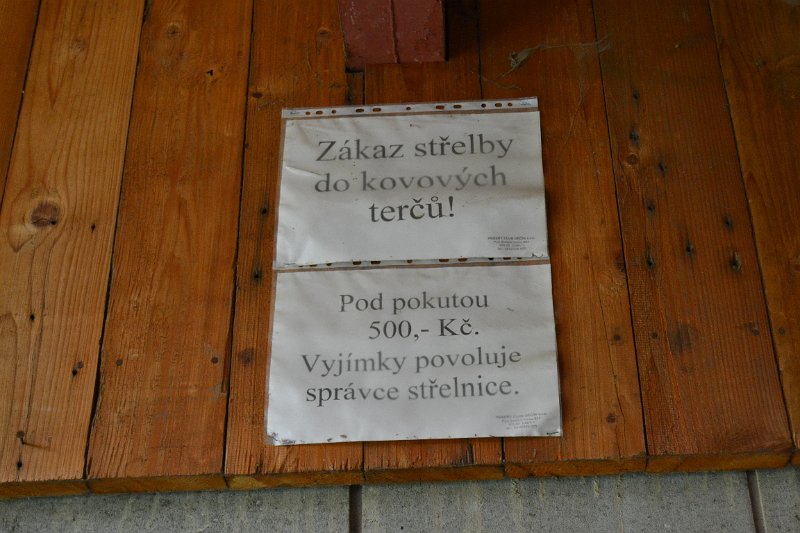 Zákaz střelby
do kovových
terčů!
Pod pokutou
500,- Kč.
Vyjímky povoluje
správce střelnice.